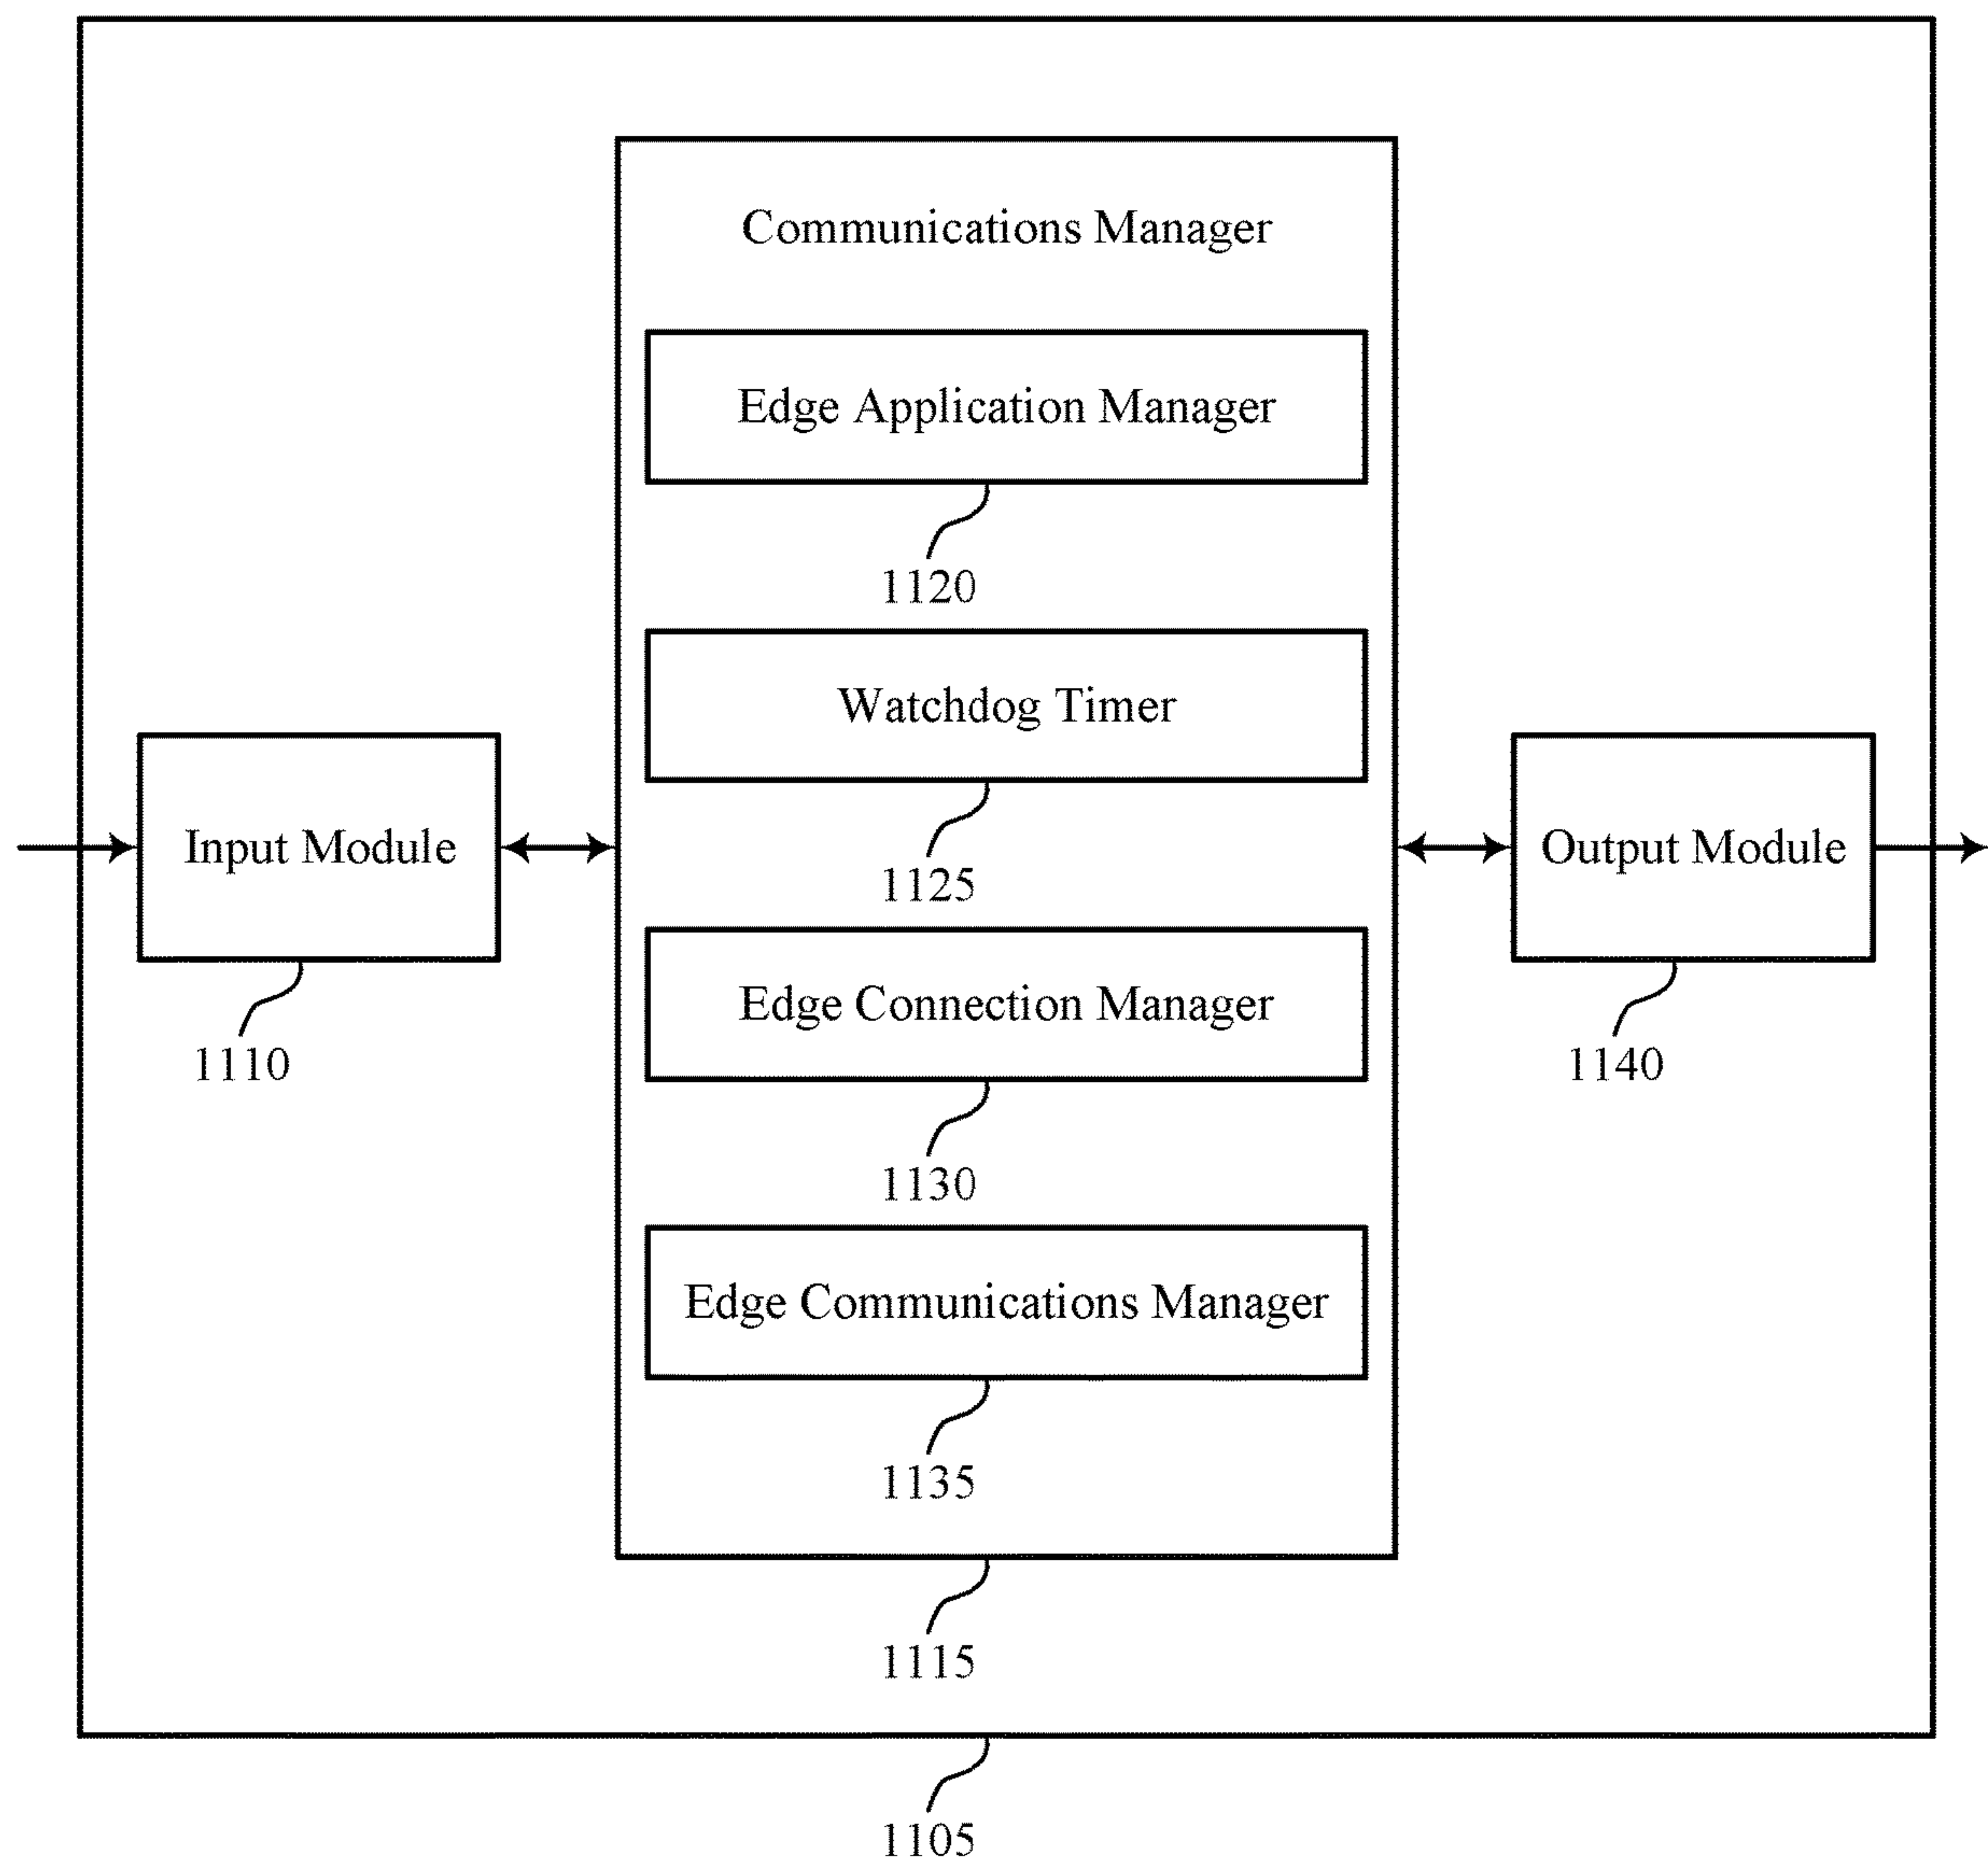 Communications Manager
Edge Application Manager
1120
Watchdog Timer
1125
Input Module
1110
Output Module
1140
Edge Connection Manager
1130
Edge Communications Manager
1135
1115
1105